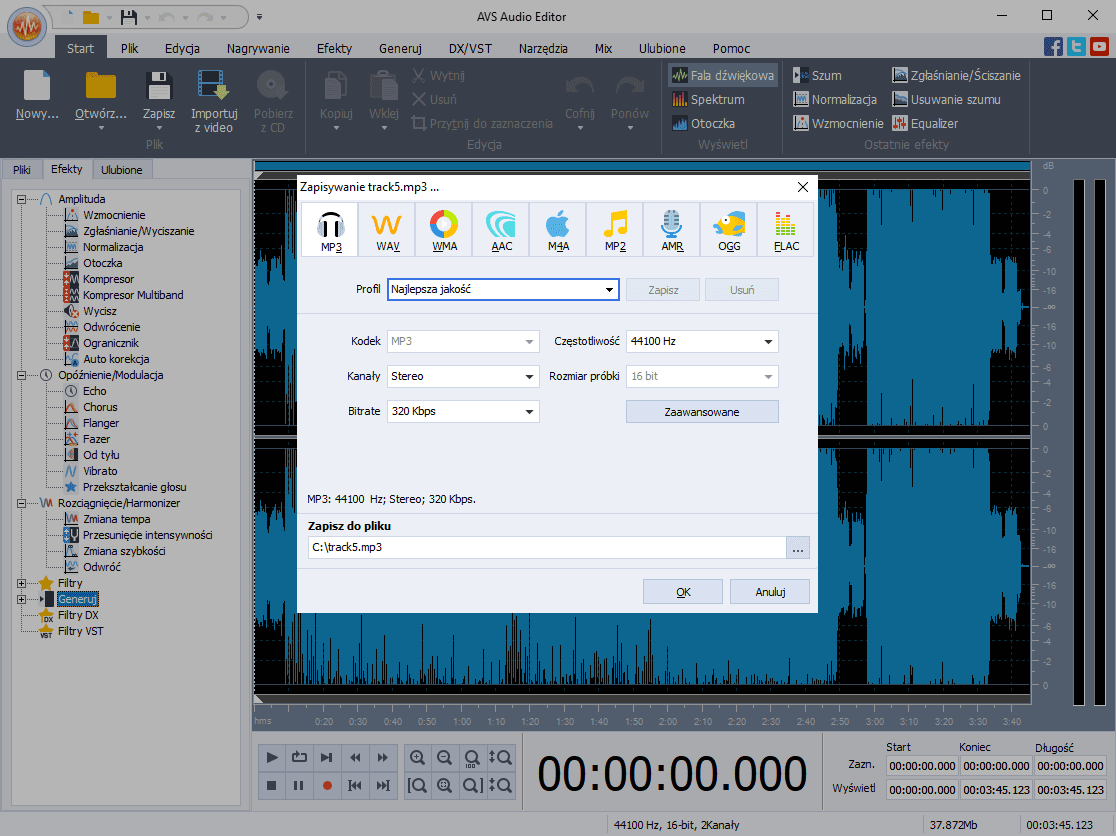 AVS Audio Editor
Start Plik Edycja Nagrywanie Efekty Generuj DX/VST Narzędzia Mix Ulubione Pomoc
Nowy... Otwórz... Zapisz Importuj z video Pobierz z CD
Plik
Kopiuj Wklej Wytnij Usuń Przytnij do zaznaczenia Cofnij Ponów
Edycja
Fala dźwiękowa
Spektrum
Otoczka
Wyświetl
Szum Zgłaśnianie/Ściszanie
Normalizacja Usuwanie szumu
Wzmocnienie Equalizer
Ostatnie efekty
Pliki Efekty Ulubione
Amplituda
Wzmocnienie
Zgłaśnianie/Wyciszanie
Normalizacja
Otoczka
Kompresor
Kompresor Multiband
Wycisz
Odwrócenie
Ogranicznik
Auto korekcja
Opóźnienie/Modulacja
Echo
Chorus
Flanger
Fazer
Od tyłu
Vibrato
Przekształcanie głosu
Rozciągnięcie/Harmonizer
Zmiana tempa
Przesunięcie intensywności
Zmiana szybkości
Odwróć
Filtry
Generuj
Filtry DX
Filtry VST
Zapisywanie track5.mp3 ...
MP3 WAV WMA AAC M4A MP2 AMR OGG FLAC
Profil Najlepsza jakość Zapisz Usuń
Kodek MP3 Częstotliwość 44100 Hz
Kanały Stereo Rozmiar próbki 16 bit
Bitrate 320 Kbps Zaawansowane
MP3: 44100 Hz; Stereo; 320 Kbps.
Zapisz do pliku
C:\track5.mp3 ...
OK Anuluj
dB
0
-2
-4
-6
-10
-16
-∞
-16
-10
-6
-4
-2
0
0
-2
-4
-6
-10
-16
-∞
-16
-10
-6
-4
-2
0
hms 0:20 0:30 0:40 0:50 1:00 1:10 1:20 1:30 1:40 1:50 2:00 2:10 2:20 2:30 2:40 2:50 3:00 3:10 3:20 3:30 3:40
100
00:00:00.000
Start Koniec Długość
Zazn. 00:00:00.000 00:00:00.000 00:00:00.000
Wyświetl 00:00:00.000 00:03:45.123 00:03:45.123
44100 Hz, 16-bit, 2Kanały 37.872Mb 00:03:45.123